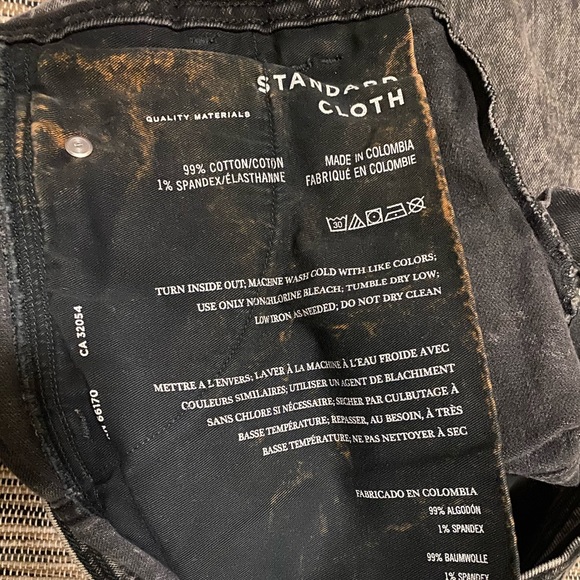 STANDARD
CLOTH
QUALITY MATERIALS
99% COTTON/COTON
1% SPANDEX/ÉLASTHANNE
MADE IN COLOMBIA
FABRIQUÉ EN COLOMBIE
30
TURN INSIDE OUT; MACHINE WASH COLD WITH LIKE COLORS;
USE ONLY NONCHLORINE BLEACH; TUMBLE DRY LOW;
LOW IRON AS NEEDED; DO NOT DRY CLEAN
METTRE A L'ENVERS; LAVER À LA MACHINE À L'EAU FROIDE AVEC
COULEURS SIMILAIRES; UTILISER UN AGENT DE BLACHIMENT
SANS CHLORE SI NÉCESSAIRE; SECHER PAR CULBUTAGE À
BASSE TEMPÉRATURE; REPASSER, AU BESOIN, À TRÈS
BASSE TEMPÉRATURE; NE PAS NETTOYER À SEC
FABRICADO EN COLOMBIA
99% ALGODÓN
1% SPANDEX
99% BAUMWOLLE
1% SPANDEX
CA 32054
66170